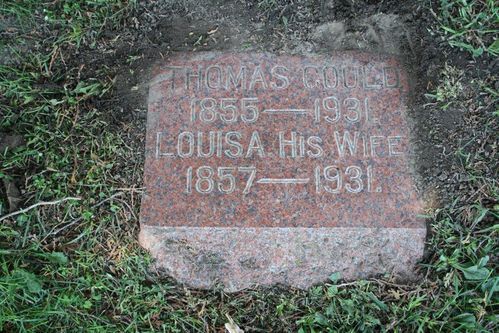 THOMAS GOULD
1855—1931.
LOUISA HIS WIFE
1857—1931.